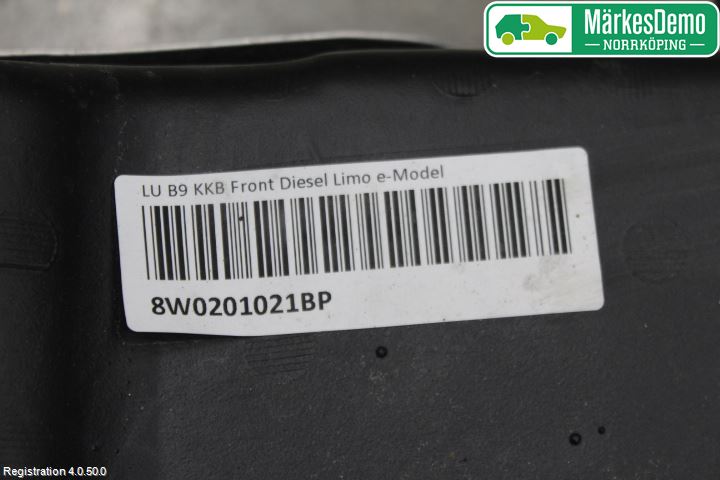 MärkesDemo
NORRKÖPING
LU B9 KKB Front Diesel Limo e-Model
8W0201021BP
Registration 4.0.50.0